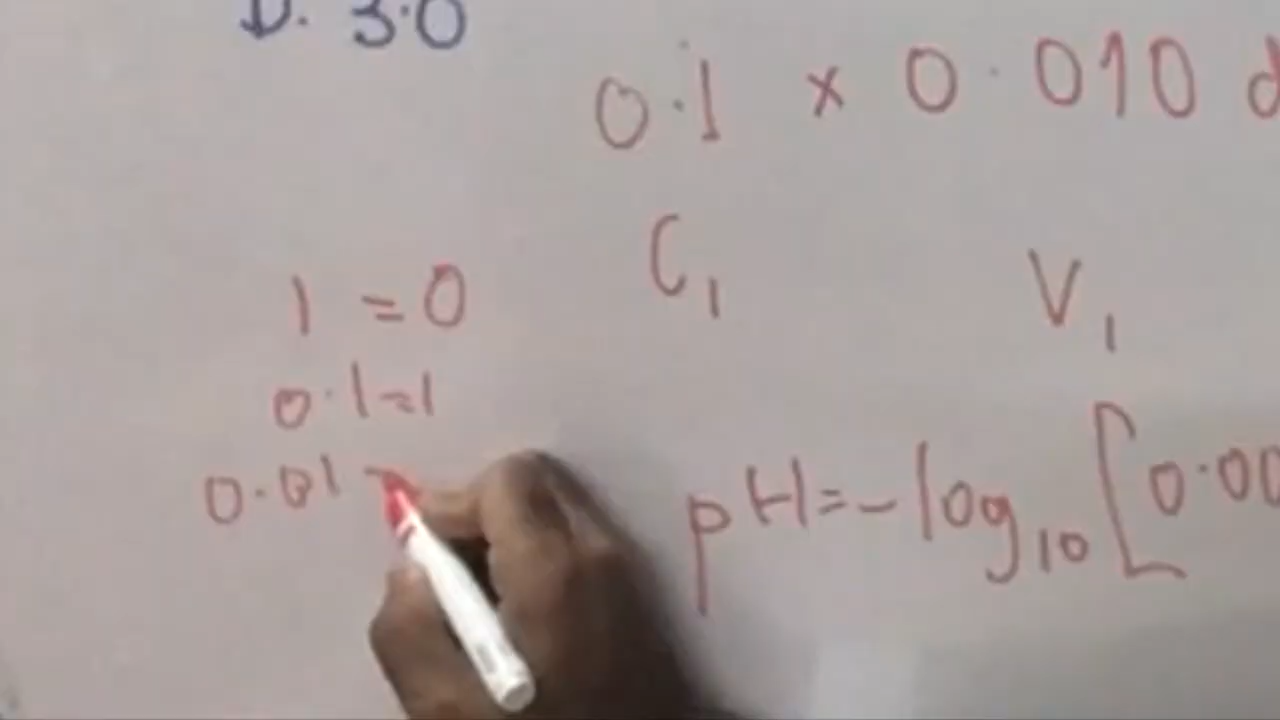 D. 3.0
0.1 × 0.010 d
C₁ V₁
1 = 0
0.1=1
0.01 =
pH=-log₁₀[0.00